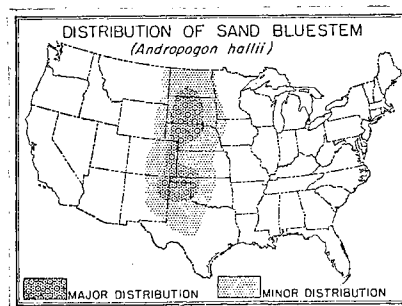 DISTRIBUTION OF SAND BLUESTEM
(Andropogon hallii)
MAJOR DISTRIBUTION
MINOR DISTRIBUTION